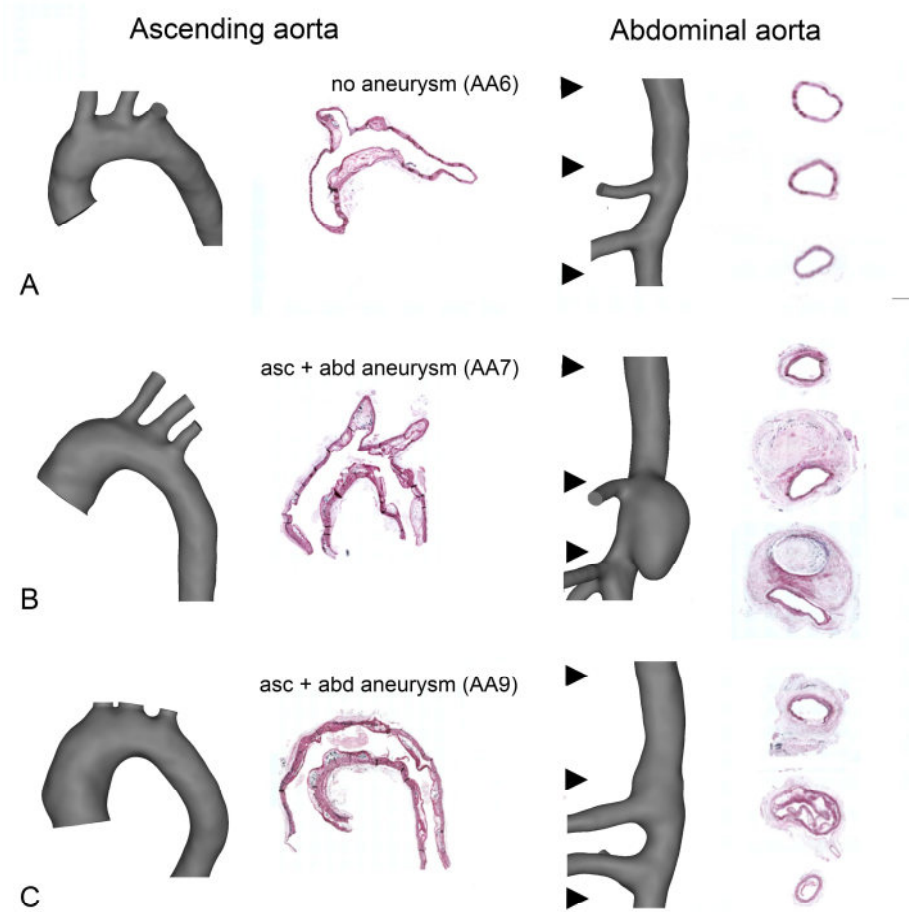 Ascending aorta
Abdominal aorta
no aneurysm (AA6)
A
asc + abd aneurysm (AA7)
B
asc + abd aneurysm (AA9)
C